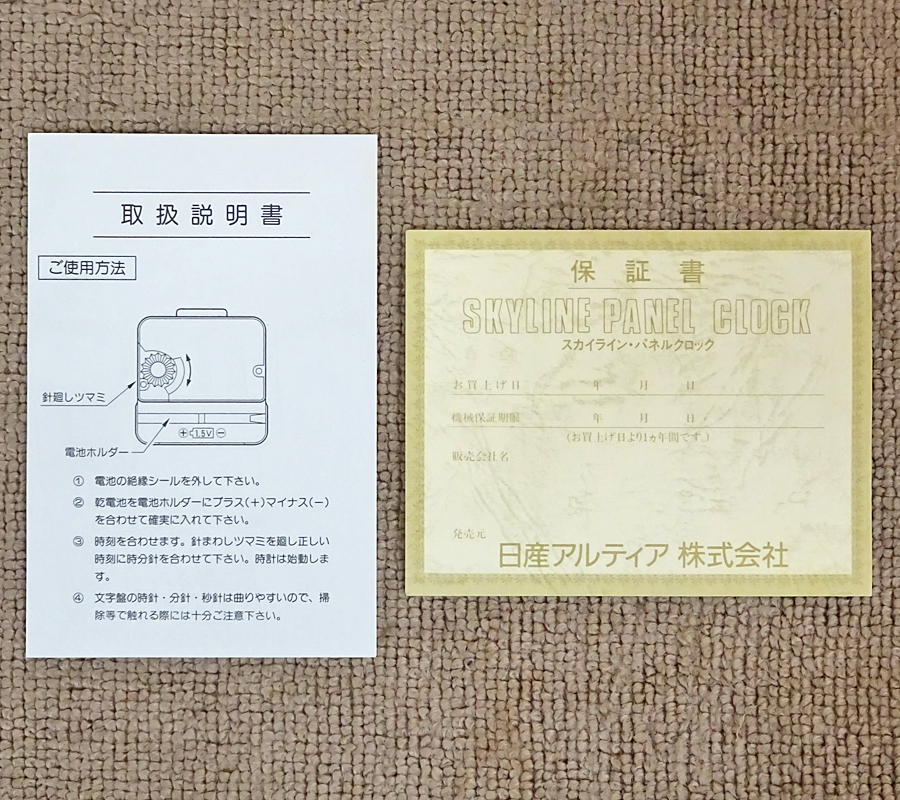 取扱説明書
ご使用方法
針廻しツマミ
⊕ 1.5V ⊖
電池ホルダー
① 電池の絶縁シールを外して下さい。
② 乾電池を電池ホルダーにプラス(+)マイナス(−)
を合わせて確実に入れて下さい。
③ 時刻を合わせます。針まわしツマミを廻し正しい
時刻に時分針を合わせて下さい。時計は始動しま
す。
④ 文字盤の時針・分針・秒針は曲りやすいので、掃
除等で触れる際には十分ご注意下さい。
保証書
SKYLINE PANEL CLOCK
スカイライン・パネルクロック
お買上げ日 年 月 日
機械保証期限 年 月 日
(お買上げ日より1ヵ年間です。)
販売会社名
発売元
日産アルティア 株式会社